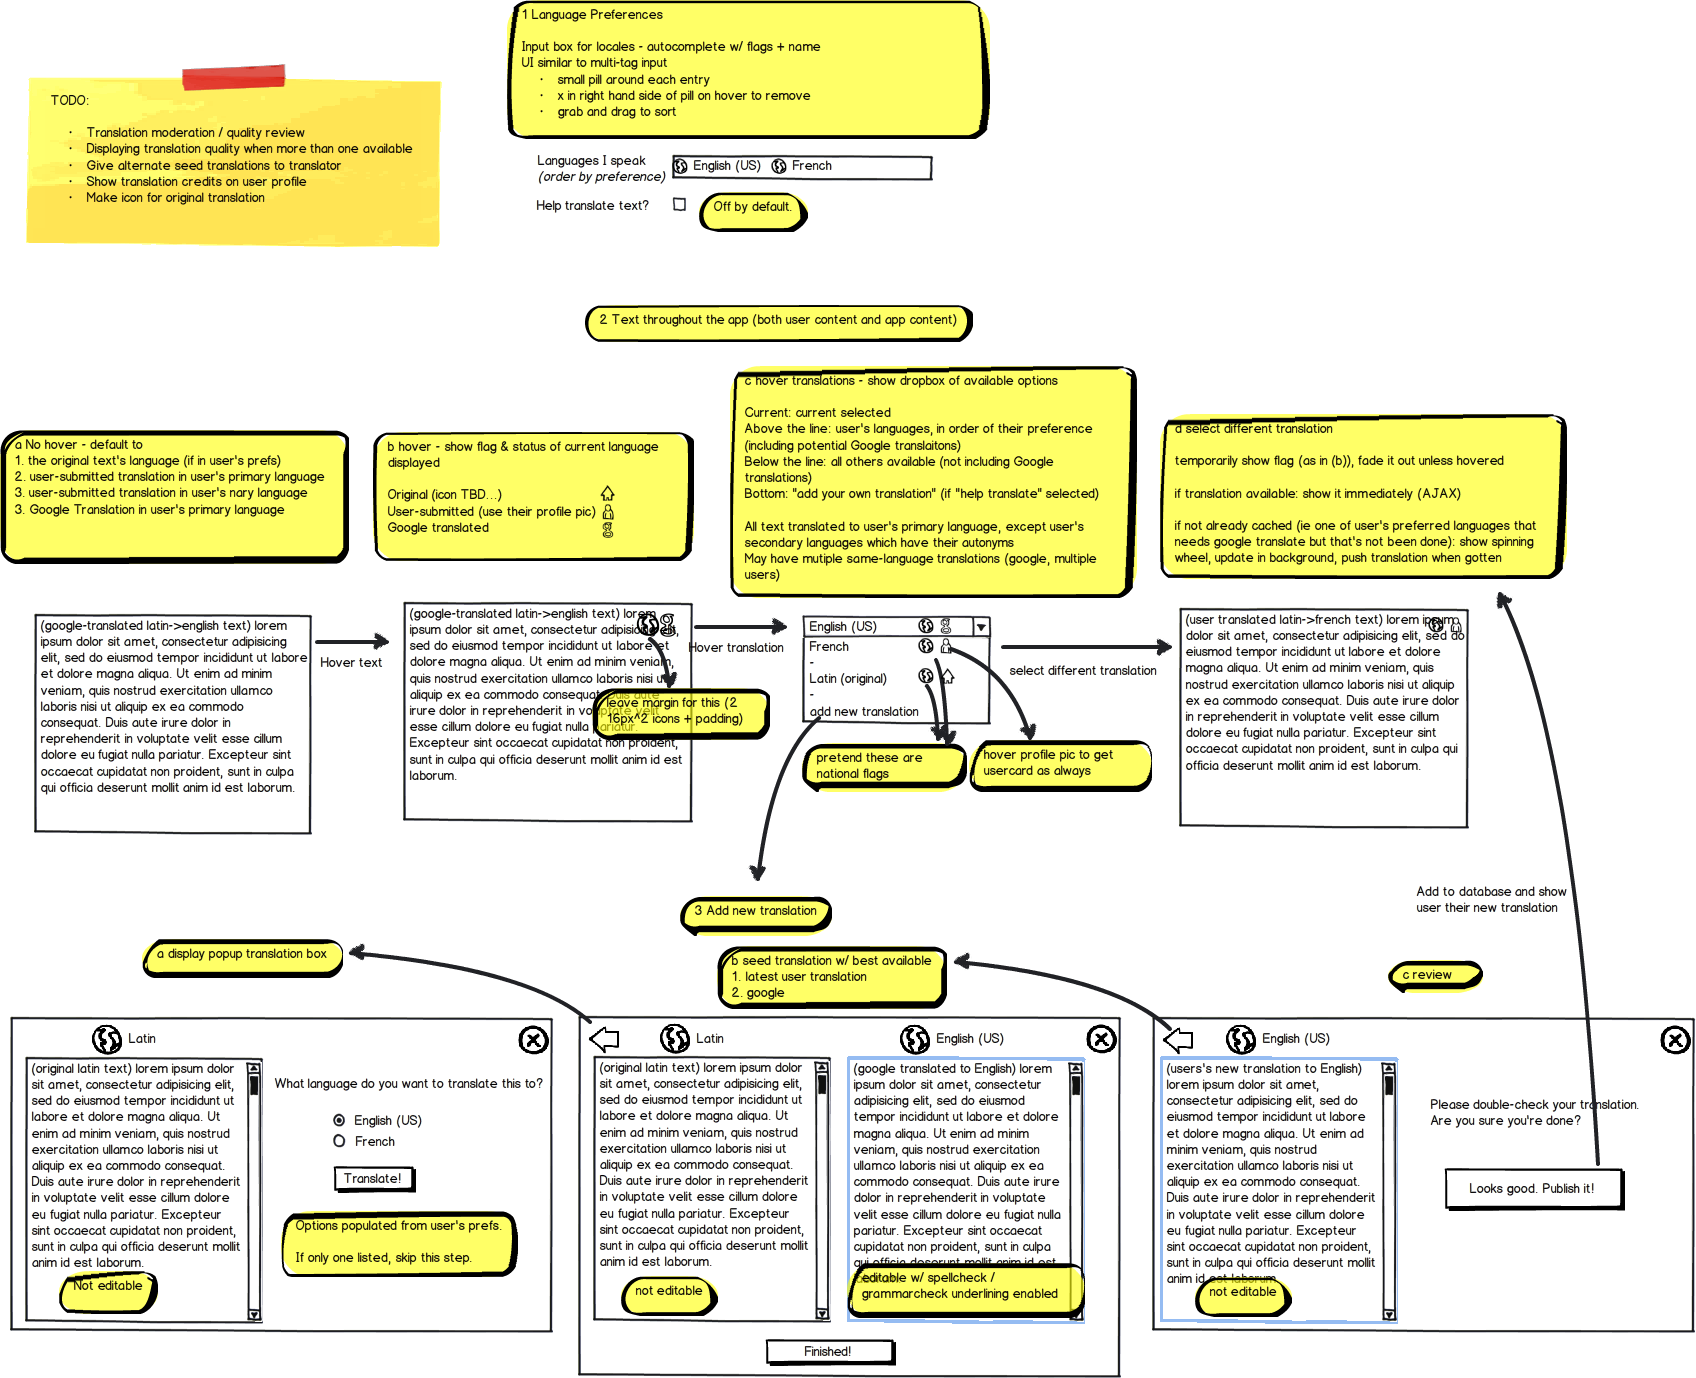 1 Language Preferences
Input box for locales - autocomplete w/ flags + name
UI similar to multi-tag input
· small pill around each entry
· x in right hand side of pill on hover to remove
· grab and drag to sort
TODO:
· Translation moderation / quality review
· Displaying translation quality when more than one available
· Give alternate seed translations to translator
· Show translation credits on user profile
· Make icon for original translation
Languages I speak
(order by preference)
English (US) French
Help translate text?
Off by default.
2 Text throughout the app (both user content and app content)
a No hover - default to
1. the original text's language (if in user's prefs)
2. user-submitted translation in user's primary language
3. user-submitted translation in user's nary language
3. Google Translation in user's primary language
b hover - show flag & status of current language
displayed
Original (icon TBD...)
User-submitted (use their profile pic)
Google translated
c hover translations - show dropbox of available options
Current: current selected
Above the line: user's languages, in order of their preference
(including potential Google translaitons)
Below the line: all others available (not including Google
translations)
Bottom: "add your own translation" (if "help translate" selected)
All text translated to user's primary language, except user's
secondary languages which have their autonyms
May have mutiple same-language translations (google, multiple
users)
d select different translation
temporarily show flag (as in (b)), fade it out unless hovered
if translation available: show it immediately (AJAX)
if not already cached (ie one of user's preferred languages that
needs google translate but that's not been done): show spinning
wheel, update in background, push translation when gotten
(google-translated latin->english text) lorem
ipsum dolor sit amet, consectetur adipisicing
elit, sed do eiusmod tempor incididunt ut labore
et dolore magna aliqua. Ut enim ad minim
veniam, quis nostrud exercitation ullamco
laboris nisi ut aliquip ex ea commodo
consequat. Duis aute irure dolor in
reprehenderit in voluptate velit esse cillum
dolore eu fugiat nulla pariatur. Excepteur sint
occaecat cupidatat non proident, sunt in culpa
qui officia deserunt mollit anim id est laborum.
Hover text
(google-translated latin->english text) lorem
ipsum dolor sit amet, consectetur adipisicing elit,
sed do eiusmod tempor incididunt ut labore et
dolore magna aliqua. Ut enim ad minim veniam,
quis nostrud exercitation ullamco laboris nisi ut
aliquip ex ea commodo consequat. Duis aute
irure dolor in reprehenderit in voluptate velit
esse cillum dolore eu fugiat nulla pariatur.
Excepteur sint occaecat cupidatat non proident,
sunt in culpa qui officia deserunt mollit anim id est
laborum.
leave margin for this (2
16px^2 icons + padding)
Hover translation
English (US)
French
-
Latin (original)
-
add new translation
pretend these are
national flags
hover profile pic to get
usercard as always
select different translation
(user translated latin->french text) lorem ipsum
dolor sit amet, consectetur adipisicing elit, sed do
eiusmod tempor incididunt ut labore et dolore
magna aliqua. Ut enim ad minim veniam, quis
nostrud exercitation ullamco laboris nisi ut aliquip
ex ea commodo consequat. Duis aute irure dolor
in reprehenderit in voluptate velit esse cillum
dolore eu fugiat nulla pariatur. Excepteur sint
occaecat cupidatat non proident, sunt in culpa qui
officia deserunt mollit anim id est laborum.
Add to database and show
user their new translation
3 Add new translation
a display popup translation box
b seed translation w/ best available
1. latest user translation
2. google
c review
Latin
(original latin text) lorem ipsum dolor
sit amet, consectetur adipisicing elit,
sed do eiusmod tempor incididunt ut
labore et dolore magna aliqua. Ut
enim ad minim veniam, quis nostrud
exercitation ullamco laboris nisi ut
aliquip ex ea commodo consequat.
Duis aute irure dolor in reprehenderit
in voluptate velit esse cillum dolore
eu fugiat nulla pariatur. Excepteur
sint occaecat cupidatat non proident,
sunt in culpa qui officia deserunt mollit
anim id est laborum.
Not editable
What language do you want to translate this to?
English (US)
French
Translate!
Options populated from user's prefs.
If only one listed, skip this step.
Latin
(original latin text) lorem ipsum dolor
sit amet, consectetur adipisicing elit,
sed do eiusmod tempor incididunt ut
labore et dolore magna aliqua. Ut
enim ad minim veniam, quis nostrud
exercitation ullamco laboris nisi ut
aliquip ex ea commodo consequat.
Duis aute irure dolor in reprehenderit
in voluptate velit esse cillum dolore
eu fugiat nulla pariatur. Excepteur
sint occaecat cupidatat non proident,
sunt in culpa qui officia deserunt mollit
anim id est laborum.
not editable
English (US)
(google translated to English) lorem
ipsum dolor sit amet, consectetur
adipisicing elit, sed do eiusmod
tempor incididunt ut labore et dolore
magna aliqua. Ut enim ad minim
veniam, quis nostrud exercitation
ullamco laboris nisi ut aliquip ex ea
commodo consequat. Duis aute irure
dolor in reprehenderit in voluptate
velit esse cillum dolore eu fugiat nulla
pariatur. Excepteur sint occaecat
cupidatat non proident, sunt in culpa
qui officia deserunt mollit anim id est
editable w/ spellcheck /
grammarcheck underlining enabled
Finished!
English (US)
(users's new translation to English)
lorem ipsum dolor sit amet,
consectetur adipisicing elit, sed do
eiusmod tempor incididunt ut labore
et dolore magna aliqua. Ut enim ad
minim veniam, quis nostrud
exercitation ullamco laboris nisi ut
aliquip ex ea commodo consequat.
Duis aute irure dolor in reprehenderit
in voluptate velit esse cillum dolore
eu fugiat nulla pariatur. Excepteur
sint occaecat cupidatat non proident,
sunt in culpa qui officia deserunt mollit
anim id est laborum.
not editable
Please double-check your translation.
Are you sure you're done?
Looks good. Publish it!